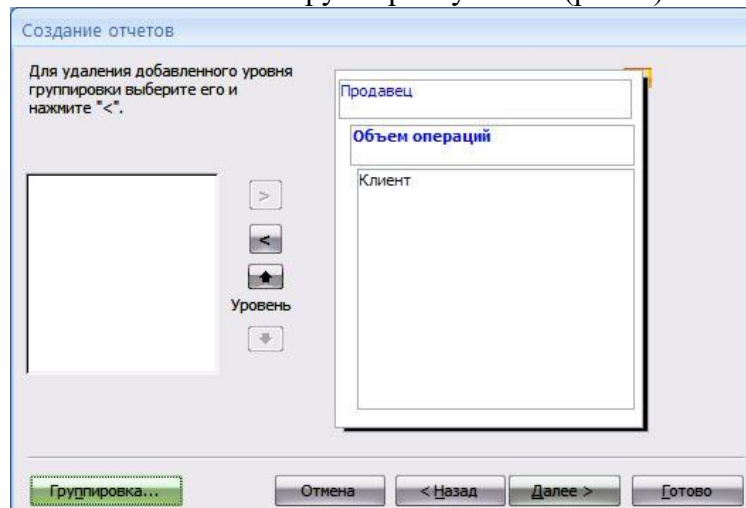 Создание отчетов
Для удаления добавленного уровня
группировки выберите его и
нажмите "<".
Продавец
Объем операций
Клиент
>
<
Уровень
Группировка...
Отмена
< Назад
Далее >
Готово